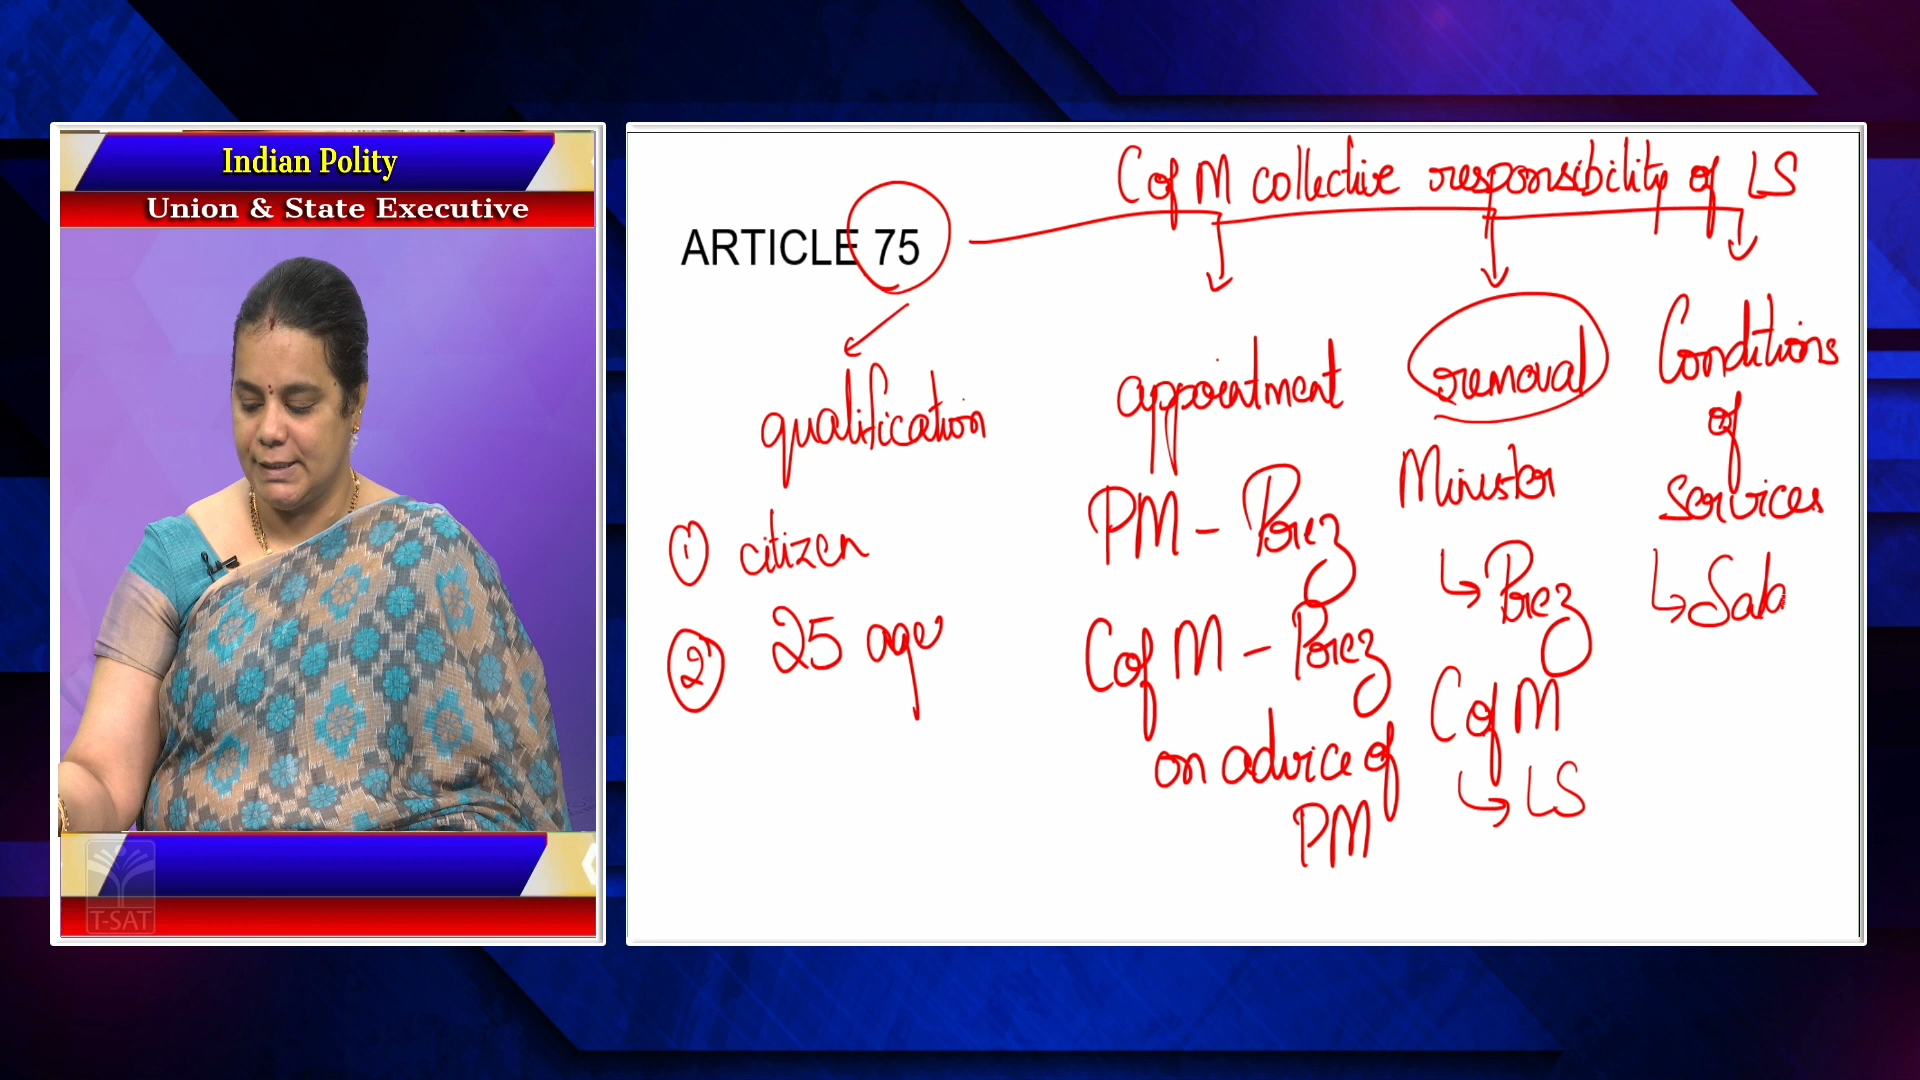 Indian Polity
Union & State Executive
T-SAT
C of M collective responsibility of LS
ARTICLE 75
qualification
① citizen
② 25 age
appointment
PM - Prez
C of M - Prez
on advice of
PM
removal
Minister
↳ Prez
C of M
↳ LS
Conditions
of
services
↳ Sala